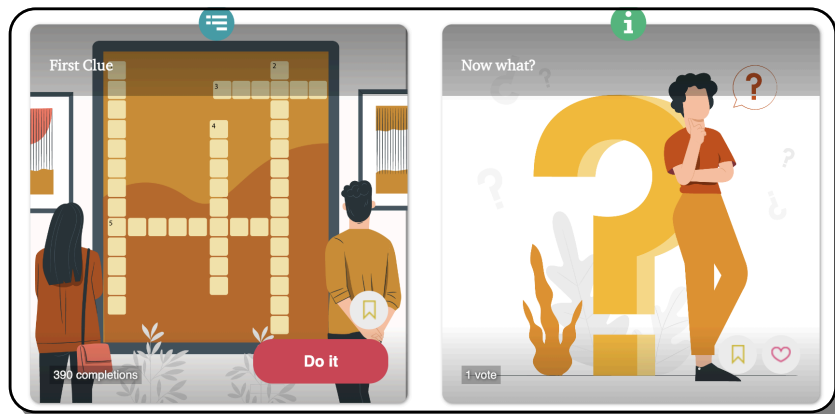 First Clue
2
3
4
5
Do it
390 completions
Now what?
?
1 vote